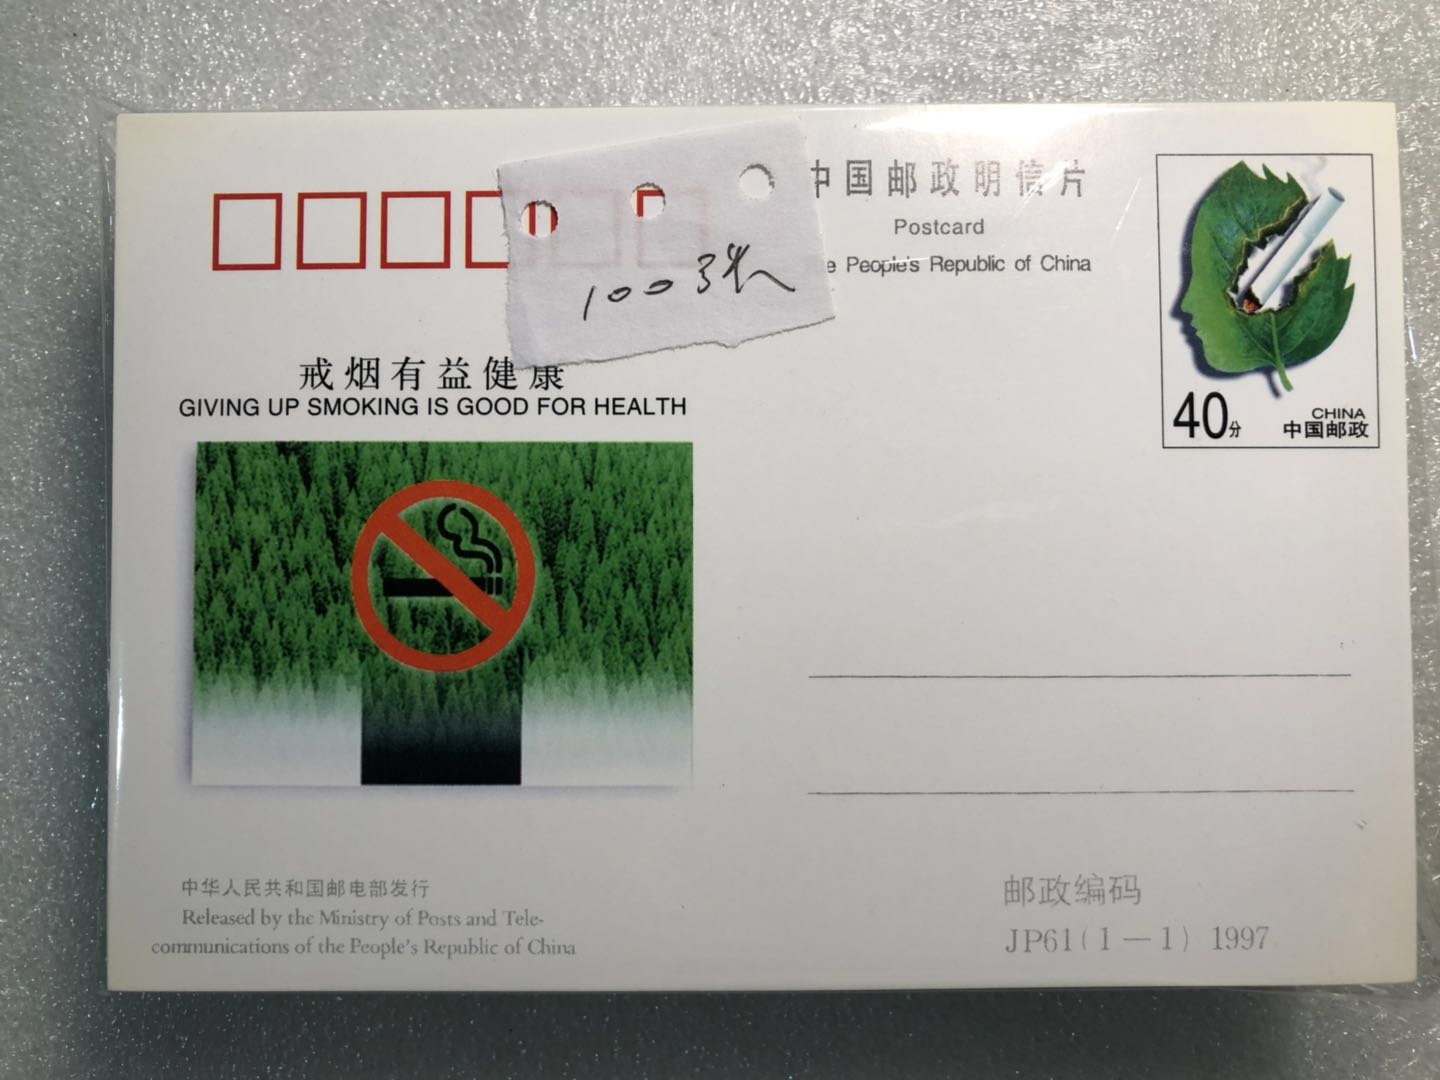 中国邮政明信片
Postcard
e People's Republic of China
1003张
戒烟有益健康
GIVING UP SMOKING IS GOOD FOR HEALTH
40分
CHINA
中国邮政
中华人民共和国邮电部发行
Released by the Ministry of Posts and Tele-
communications of the People's Republic of China
邮政编码
JP61(1—1) 1997